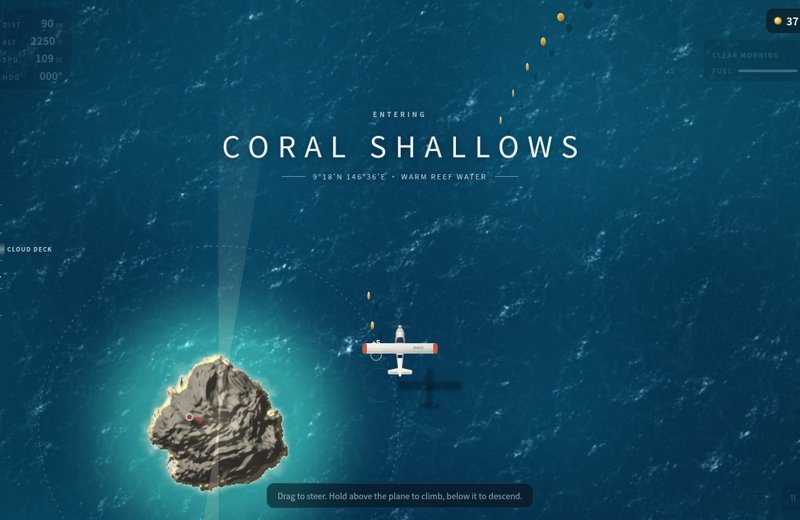 DIST 90 m
ALT 2250 ft
SPD 109 kt
HDG 000°
37
CLEAR MORNING
FUEL
ENTERING
CORAL SHALLOWS
9°18'N 146°36'E • WARM REEF WATER
CLOUD DECK
Drag to steer. Hold above the plane to climb, below it to descend.